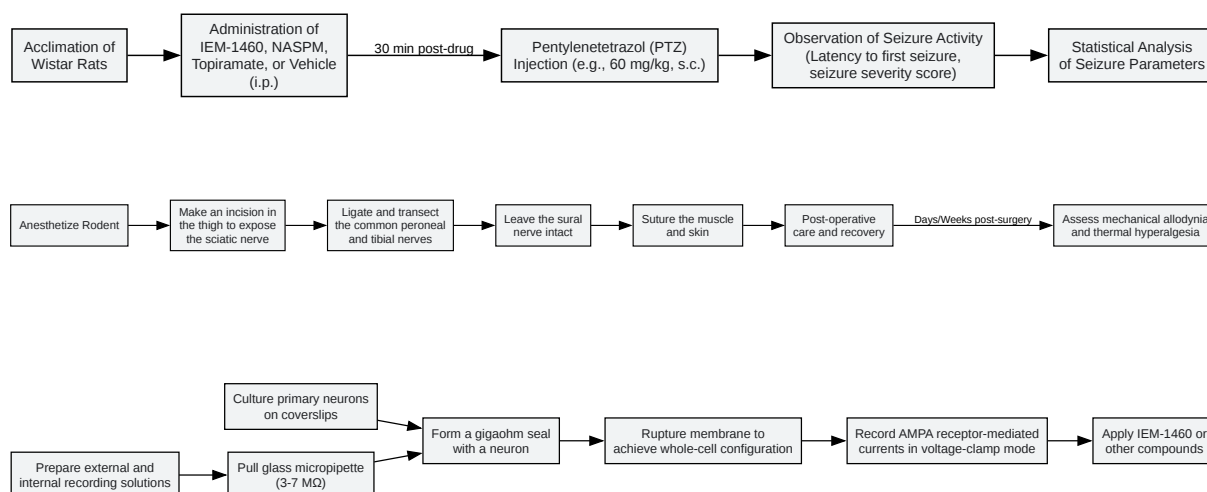 Acclimation of
Wistar Rats
Administration of
IEM-1460, NASPM,
Topiramate, or Vehicle
(i.p.)
30 min post-drug
Pentylenetetrazol (PTZ)
Injection (e.g., 60 mg/kg, s.c.)
Observation of Seizure Activity
(Latency to first seizure,
seizure severity score)
Statistical Analysis
of Seizure Parameters
Anesthetize Rodent
Make an incision in
the thigh to expose
the sciatic nerve
Ligate and transect
the common peroneal
and tibial nerves
Leave the sural
nerve intact
Suture the muscle
and skin
Post-operative
care and recovery
Days/Weeks post-surgery
Assess mechanical allodynia
and thermal hyperalgesia
Culture primary neurons
on coverslips
Prepare external and
internal recording solutions
Pull glass micropipette
(3-7 MΩ)
Form a gigaohm seal
with a neuron
Rupture membrane to
achieve whole-cell configuration
Record AMPA receptor-mediated
currents in voltage-clamp mode
Apply IEM-1460 or
other compounds